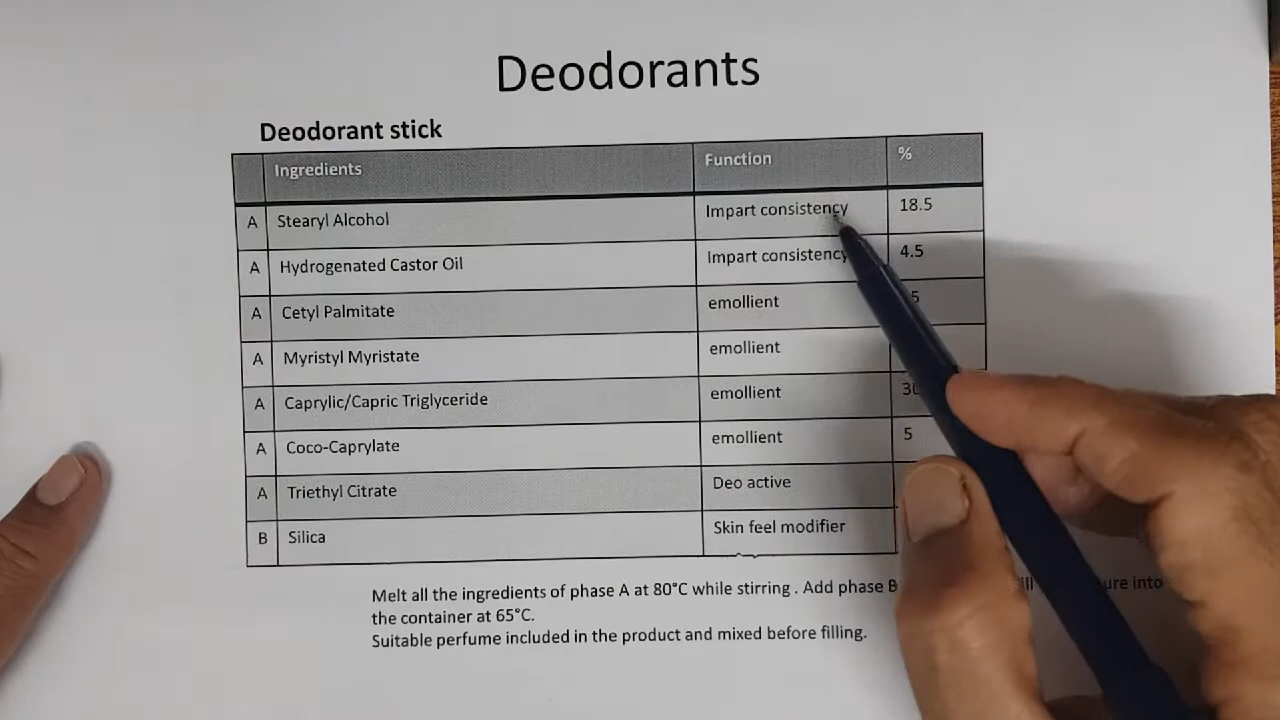 Deodorants
Deodorant stick
Ingredients Function %
A Stearyl Alcohol Impart consistency 18.5
A Hydrogenated Castor Oil Impart consistency 4.5
A Cetyl Palmitate emollient
A Myristyl Myristate emollient
A Caprylic/Capric Triglyceride emollient
A Coco-Caprylate emollient 5
A Triethyl Citrate Deo active
B Silica Skin feel modifier
Melt all the ingredients of phase A at 80°C while stirring . Add phase B into
the container at 65°C.
Suitable perfume included in the product and mixed before filling.